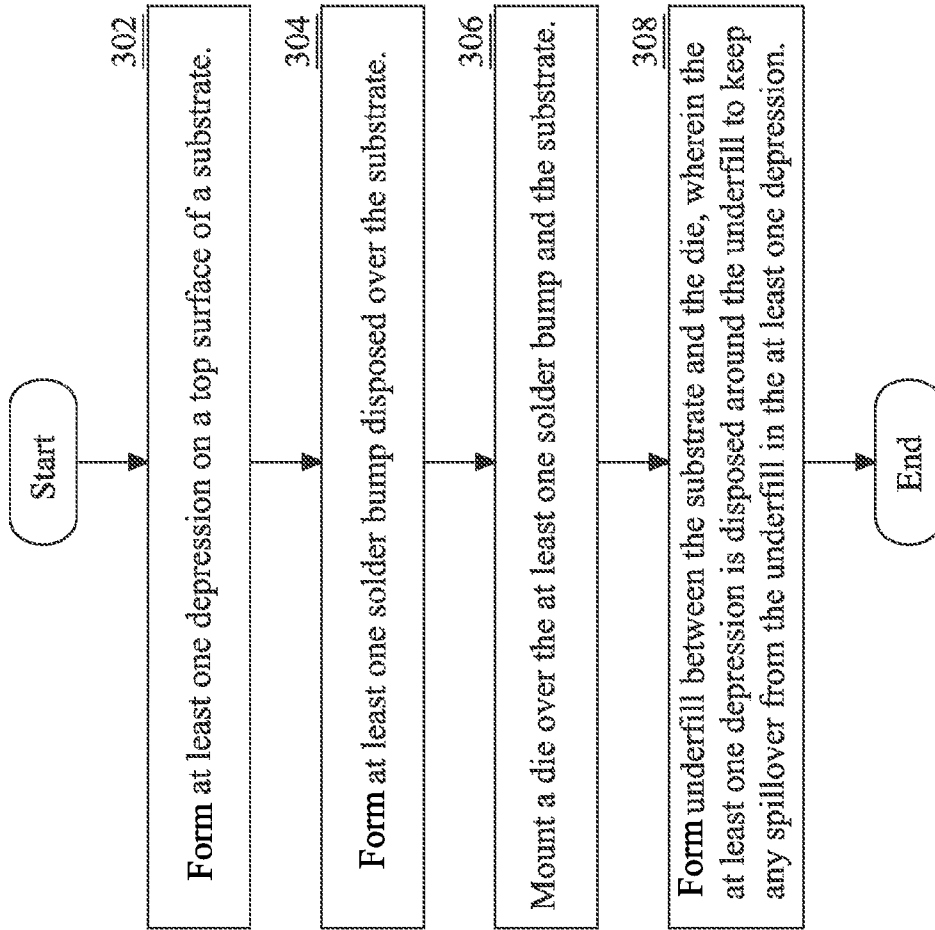 Start
302
Form at least one depression on a top surface of a substrate.
304
Form at least one solder bump disposed over the substrate.
306
Mount a die over the at least one solder bump and the substrate.
308
Form underfill between the substrate and the die, wherein the
at least one depression is disposed around the underfill to keep
any spillover from the underfill in the at least one depression.
End